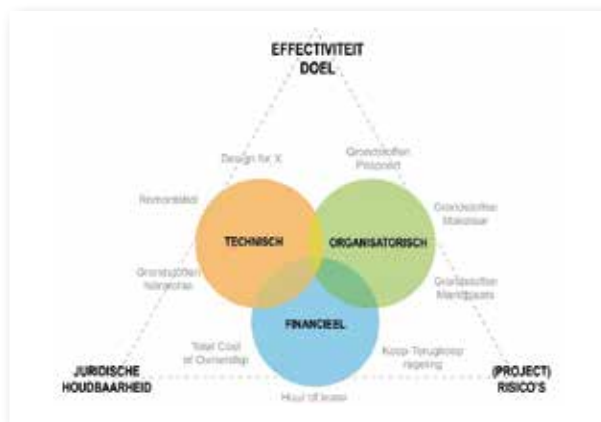 EFFECTIVITEIT
DOEL
Design for X
Grondstoffen
Paspoort
Remontabel
Grondstoffen
Makelaar
TECHNISCH
ORGANISATORISCH
Grondstoffen
Grondstoffen
Marktplaats
FINANCIEEL
Total Cost
of Ownership
Koop-Terugkoop
regeling
JURIDISCHE
HOUDBAARHEID
(PROJECT)
RISICO'S
Huur of lease